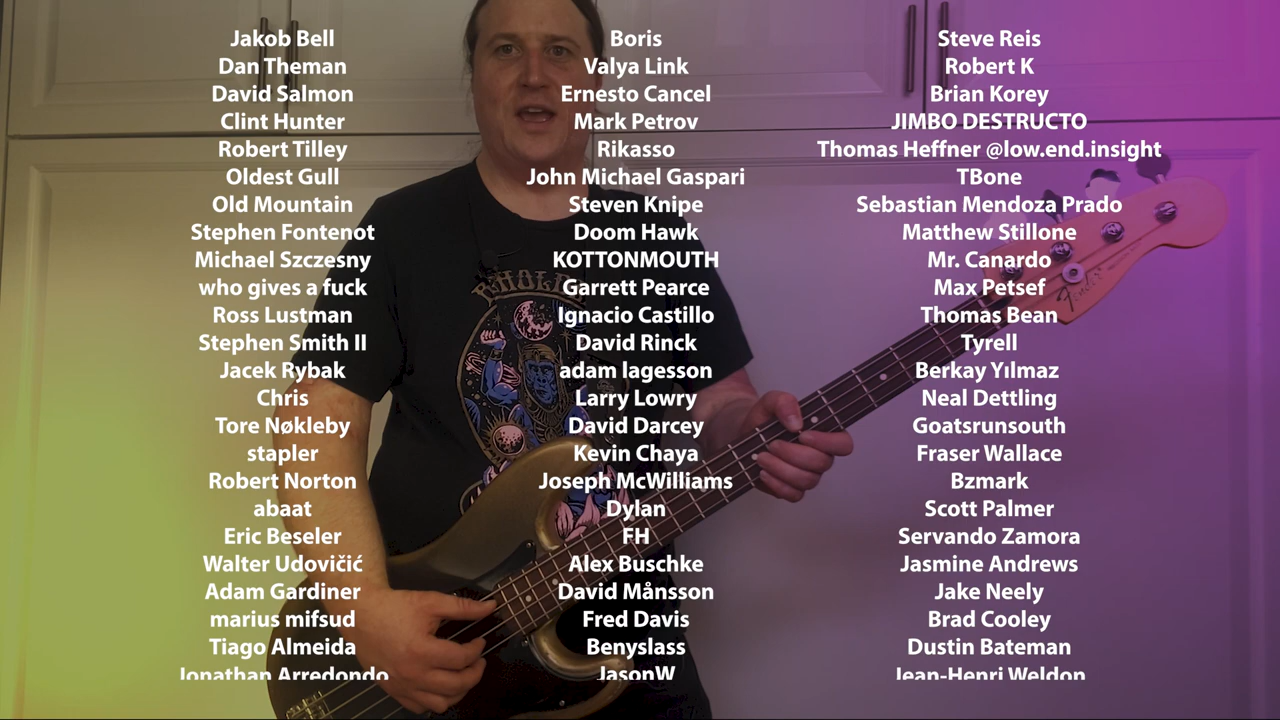 Jakob Bell
Dan Theman
David Salmon
Clint Hunter
Robert Tilley
Oldest Gull
Old Mountain
Stephen Fontenot
Michael Szczesny
who gives a fuck
Ross Lustman
Stephen Smith II
Jacek Rybak
Chris
Tore Nøkleby
stapler
Robert Norton
abaat
Eric Beseler
Walter Udovičić
Adam Gardiner
marius mifsud
Tiago Almeida
Jonathan Arredondo
Boris
Valya Link
Ernesto Cancel
Mark Petrov
Rikasso
John Michael Gaspari
Steven Knipe
Doom Hawk
KOTTONMOUTH
Garrett Pearce
Ignacio Castillo
David Rinck
adam lagesson
Larry Lowry
David Darcey
Kevin Chaya
Joseph McWilliams
Dylan
FH
Alex Buschke
David Månsson
Fred Davis
Benyslass
JasonW
Steve Reis
Robert K
Brian Korey
JIMBO DESTRUCTO
Thomas Heffner @low.end.insight
TBone
Sebastian Mendoza Prado
Matthew Stillone
Mr. Canardo
Max Petsef
Thomas Bean
Tyrell
Berkay Yılmaz
Neal Dettling
Goatsrunsouth
Fraser Wallace
Bzmark
Scott Palmer
Servando Zamora
Jasmine Andrews
Jake Neely
Brad Cooley
Dustin Bateman
Jean-Henri Weldon
Fender